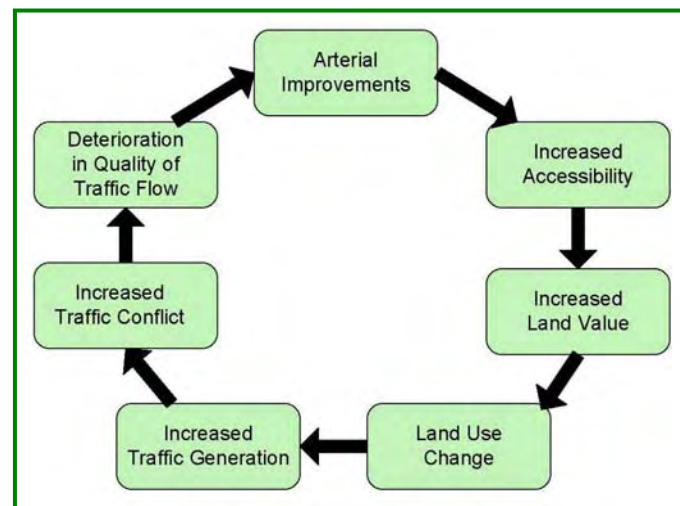 Arterial
Improvements
Increased
Accessibility
Increased
Land Value
Land Use
Change
Increased
Traffic Generation
Increased
Traffic Conflict
Deterioration
in Quality of
Traffic Flow